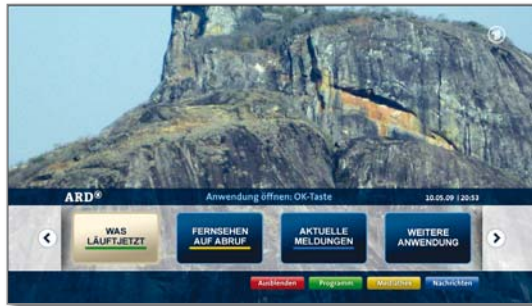 ARD
Anwendung öffnen: OK-Taste
10.05.09 | 20:53
WAS
LÄUFTJETZT
FERNSEHEN
AUF ABRUF
AKTUELLE
MELDUNGEN
WEITERE
ANWENDUNG
Ausblenden
Programm
Mediathek
Nachrichten